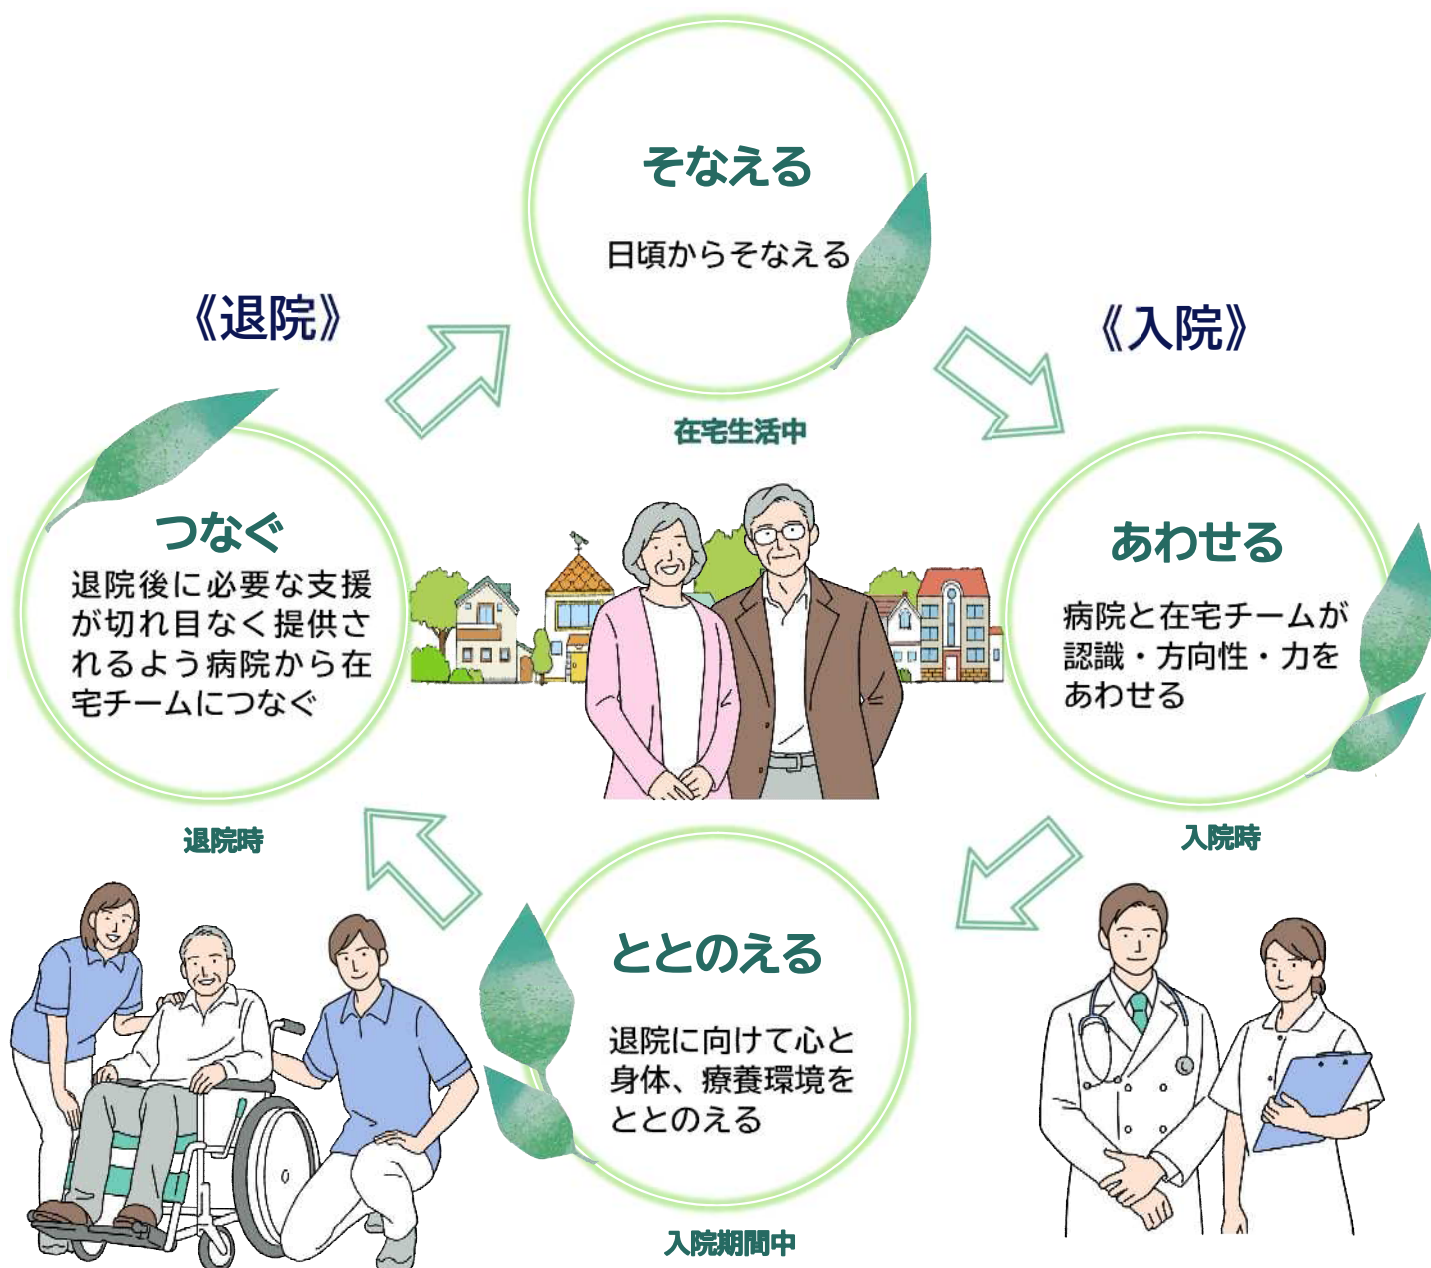 そなえる
日頃からそなえる
在宅生活中
《入院》
あわせる
病院と在宅チームが
認識・方向性・力を
あわせる
入院時
ととのえる
退院に向けて心と
身体、療養環境を
ととのえる
入院期間中
つなぐ
退院後に必要な支援
が切れ目なく提供さ
れるよう病院から在
宅チームにつなぐ
退院時
《退院》